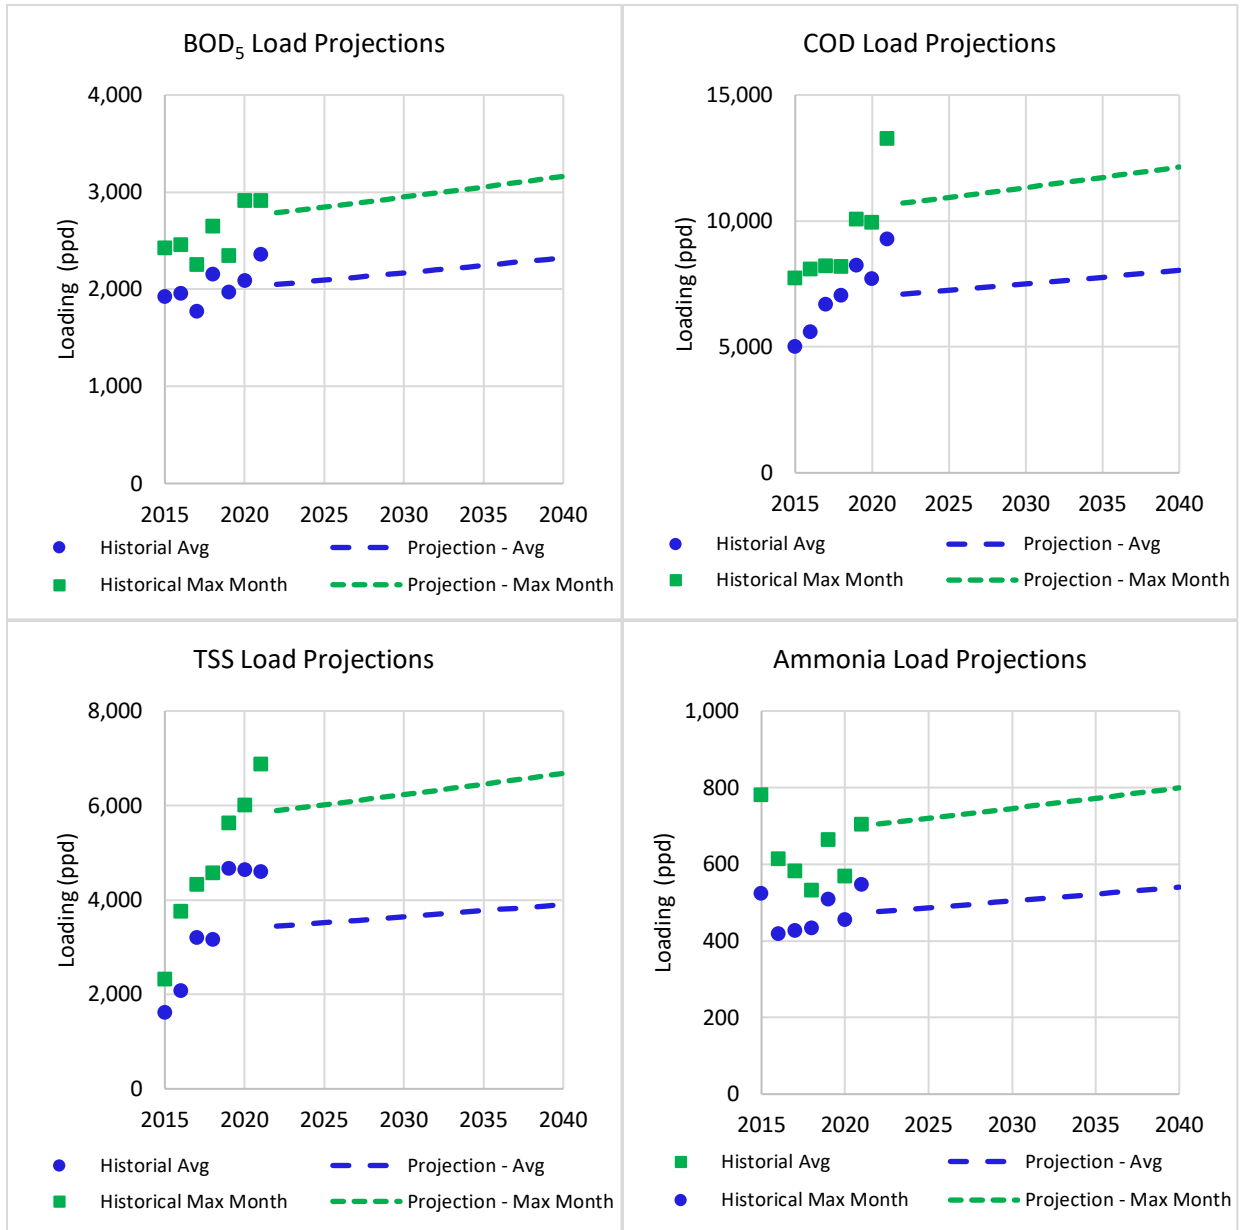 BOD5 Load Projections
Loading (ppd)
4,000
3,000
2,000
1,000
0
2015 2020 2025 2030 2035 2040
Historial Avg Projection - Avg
Historical Max Month Projection - Max Month
COD Load Projections
Loading (ppd)
15,000
10,000
5,000
0
2015 2020 2025 2030 2035 2040
Historial Avg Projection - Avg
Historical Max Month Projection - Max Month
TSS Load Projections
Loading (ppd)
8,000
6,000
4,000
2,000
0
2015 2020 2025 2030 2035 2040
Historial Avg Projection - Avg
Historical Max Month Projection - Max Month
Ammonia Load Projections
Loading (ppd)
1,000
800
600
400
200
0
2015 2020 2025 2030 2035 2040
Historial Avg Projection - Avg
Historical Max Month Projection - Max Month